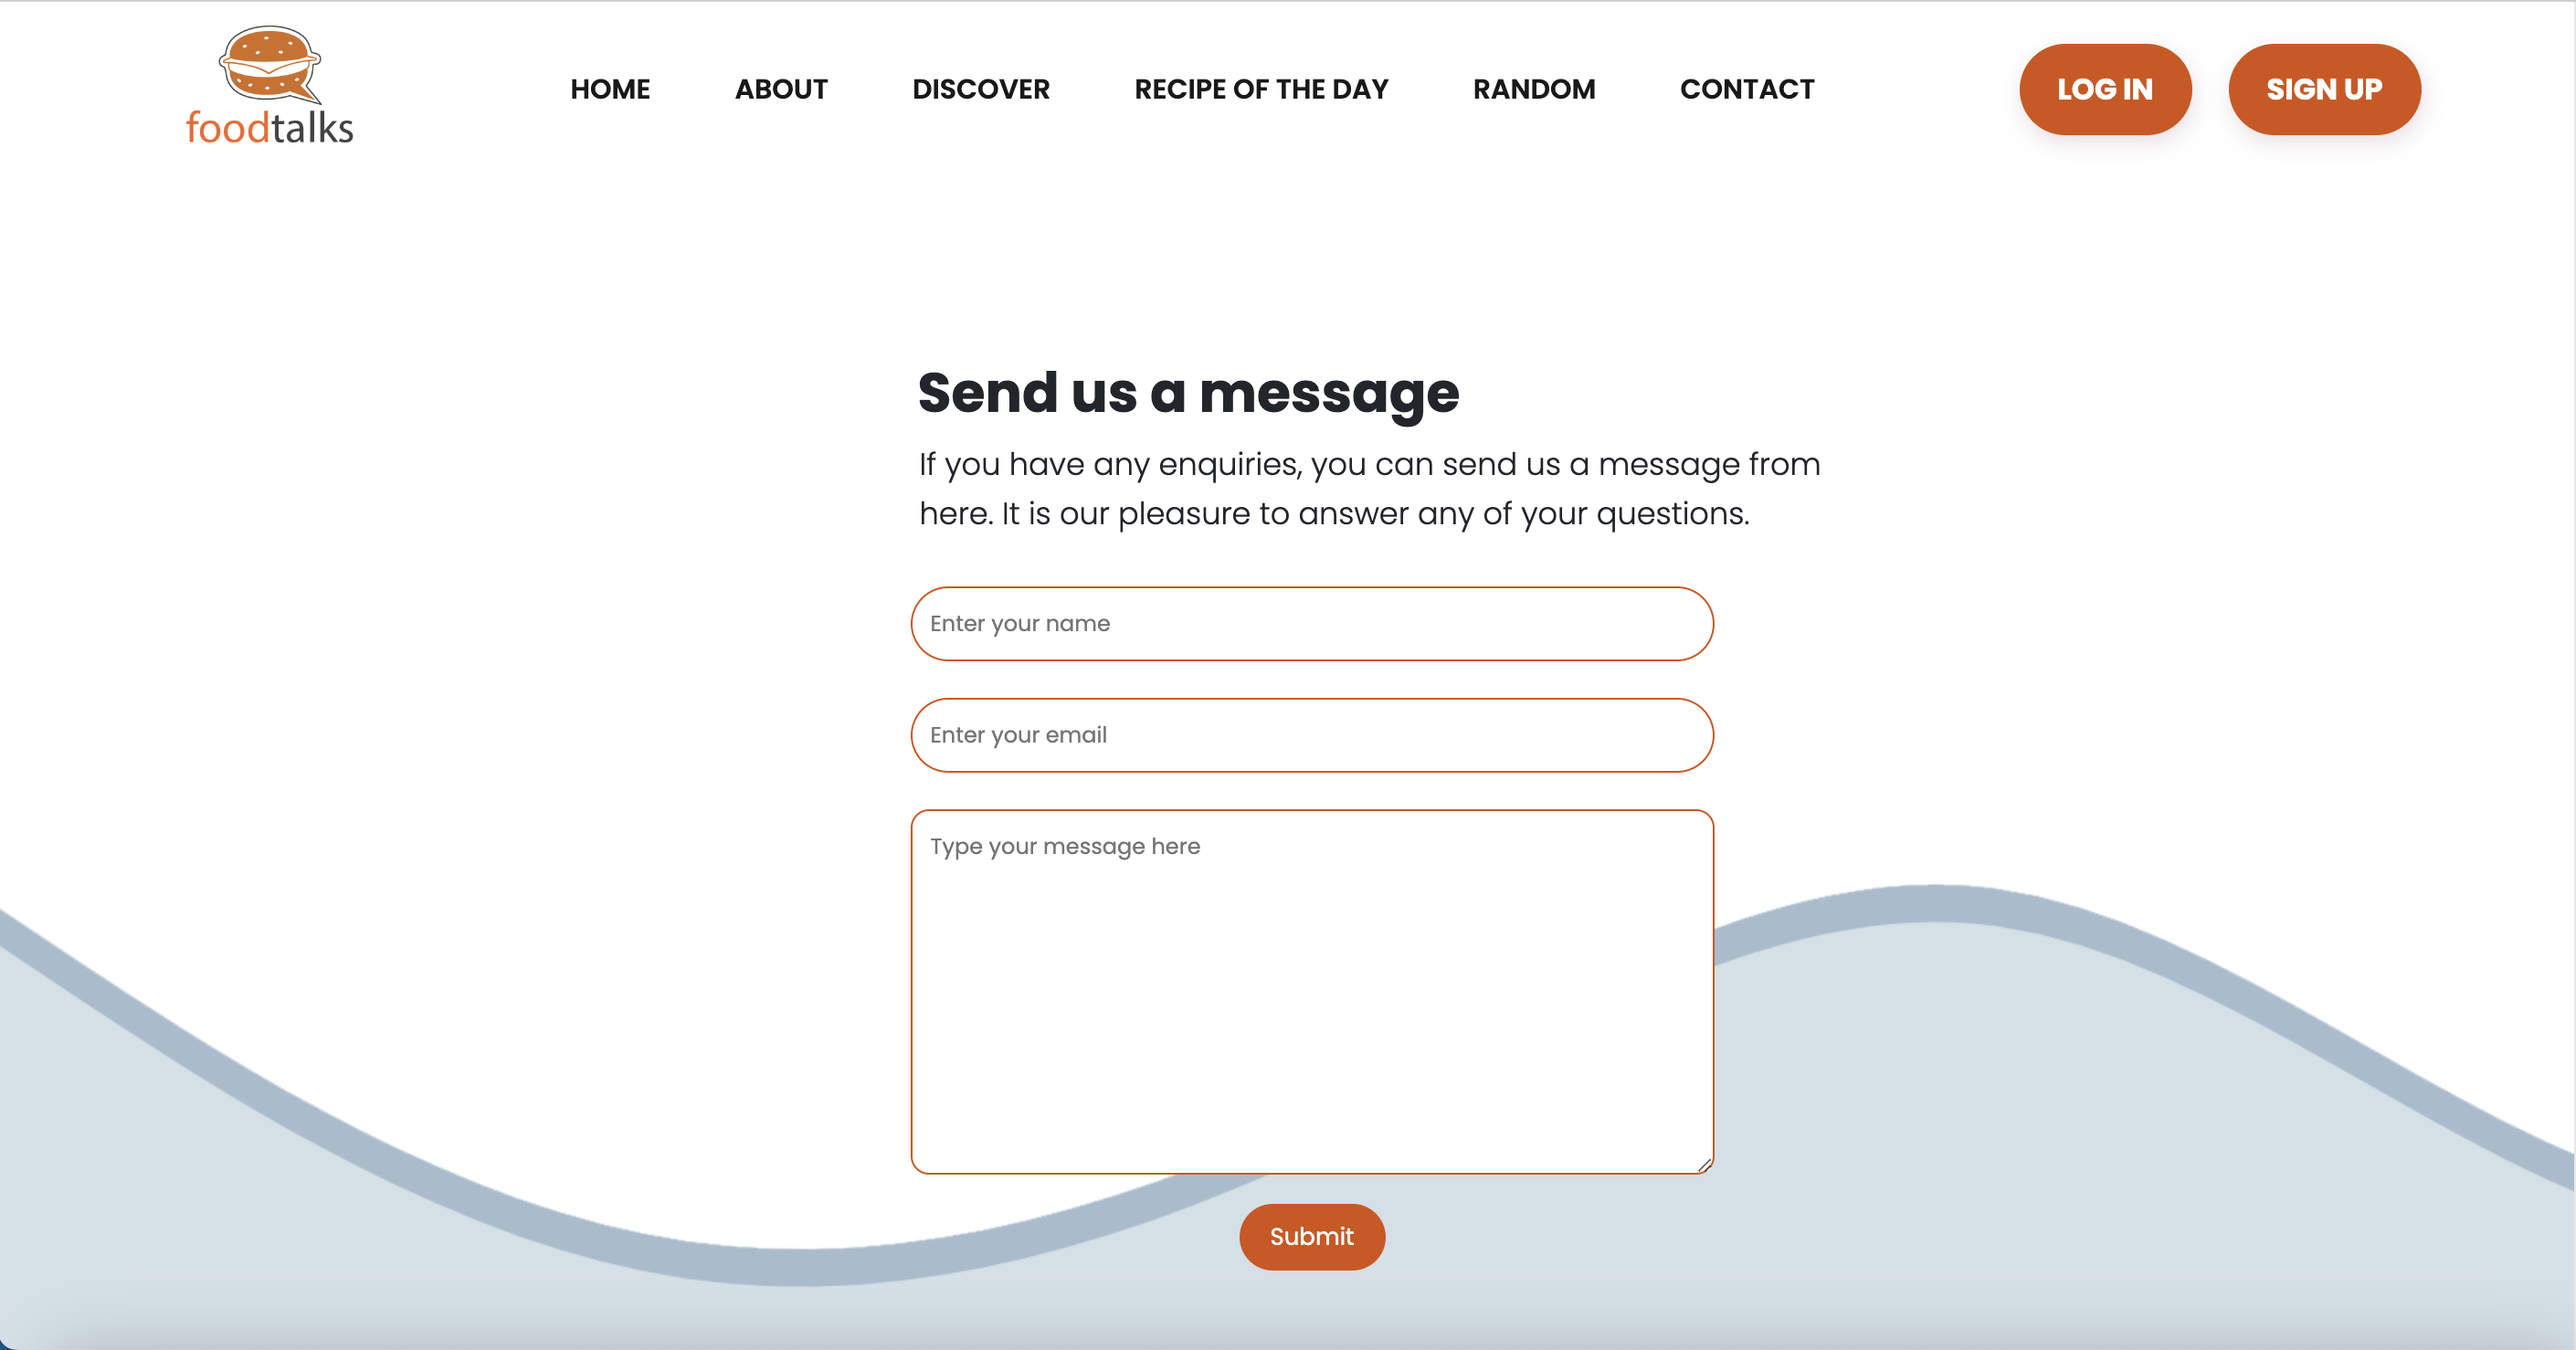 foodtalks
HOME ABOUT DISCOVER RECIPE OF THE DAY RANDOM CONTACT LOG IN SIGN UP
Send us a message
If you have any enquiries, you can send us a message from
here. It is our pleasure to answer any of your questions.
Enter your name
Enter your email
Type your message here
Submit